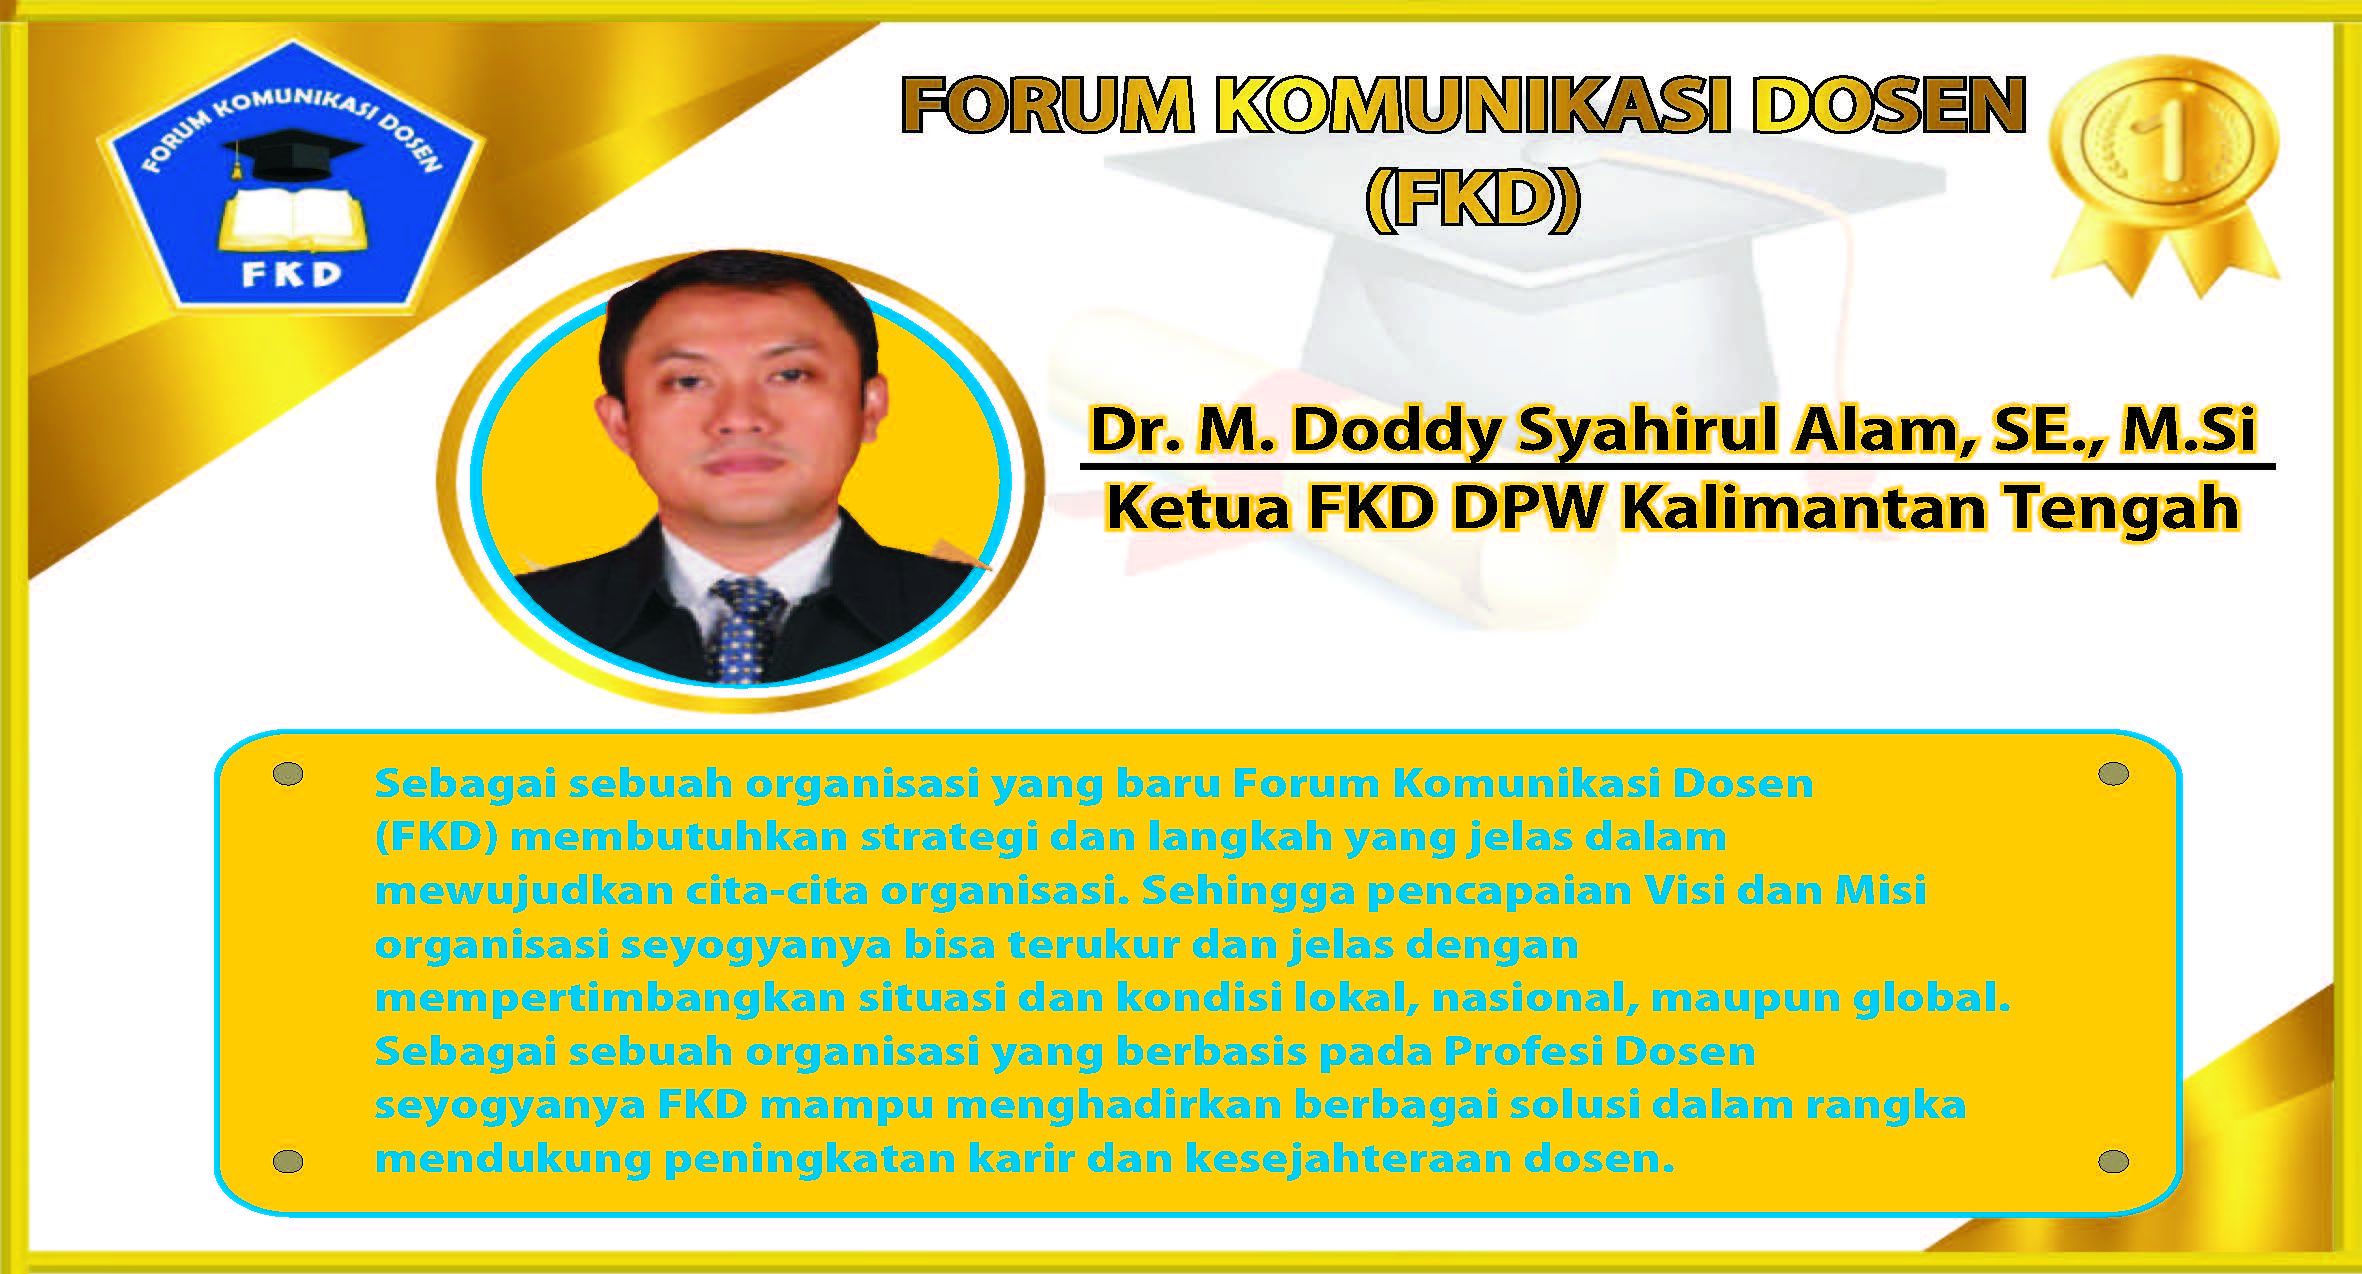 FORUM KOMUNIKASI DOSEN
FKD
FORUM KOMUNIKASI DOSEN
(FKD)
1
Dr. M. Doddy Syahirul Alam, SE., M.Si
Ketua FKD DPW Kalimantan Tengah
Sebagai sebuah organisasi yang baru Forum Komunikasi Dosen
(FKD) membutuhkan strategi dan langkah yang jelas dalam
mewujudkan cita-cita organisasi. Sehingga pencapaian Visi dan Misi
organisasi seyogyanya bisa terukur dan jelas dengan
mempertimbangkan situasi dan kondisi lokal, nasional, maupun global.
Sebagai sebuah organisasi yang berbasis pada Profesi Dosen
seyogyanya FKD mampu menghadirkan berbagai solusi dalam rangka
mendukung peningkatan karir dan kesejahteraan dosen.